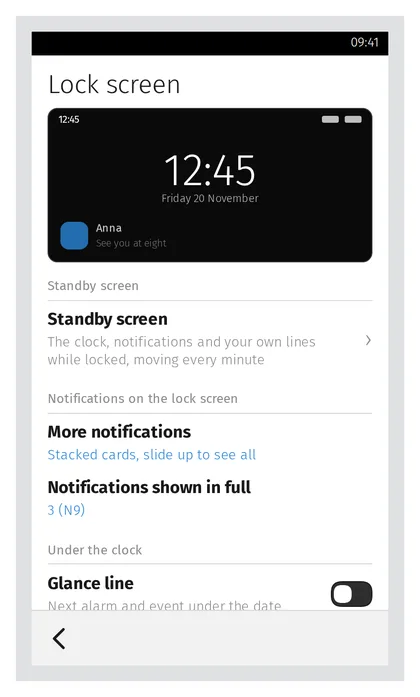 09:41
Lock screen
12:45
12:45
Friday 20 November
Anna
See you at eight
Standby screen
Standby screen
The clock, notifications and your own lines
while locked, moving every minute
Notifications on the lock screen
More notifications
Stacked cards, slide up to see all
Notifications shown in full
3 (N9)
Under the clock
Glance line
Next alarm and event under the date